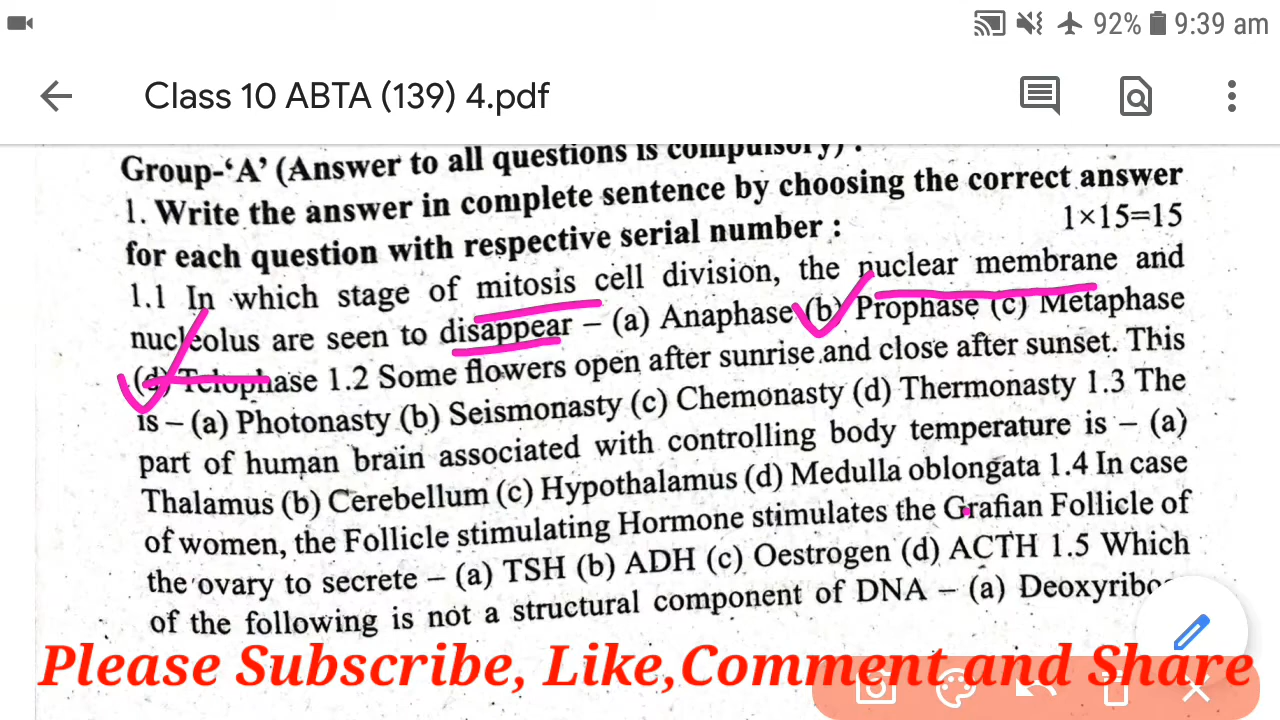 92% 9:39 am
Class 10 ABTA (139) 4.pdf
Group-‘A’ (Answer to all questions is compulsory) :
1. Write the answer in complete sentence by choosing the correct answer
for each question with respective serial number : 1×15=15
1.1 In which stage of mitosis cell division, the nuclear membrane and
nucleolus are seen to disappear – (a) Anaphase (b) Prophase (c) Metaphase
(d) Telophase 1.2 Some flowers open after sunrise and close after sunset. This
is – (a) Photonasty (b) Seismonasty (c) Chemonasty (d) Thermonasty 1.3 The
part of human brain associated with controlling body temperature is – (a)
Thalamus (b) Cerebellum (c) Hypothalamus (d) Medulla oblongata 1.4 In case
of women, the Follicle stimulating Hormone stimulates the Grafian Follicle of
the ovary to secrete – (a) TSH (b) ADH (c) Oestrogen (d) ACTH 1.5 Which
of the following is not a structural component of DNA – (a)
Please Subscribe, Like,Comment and Share